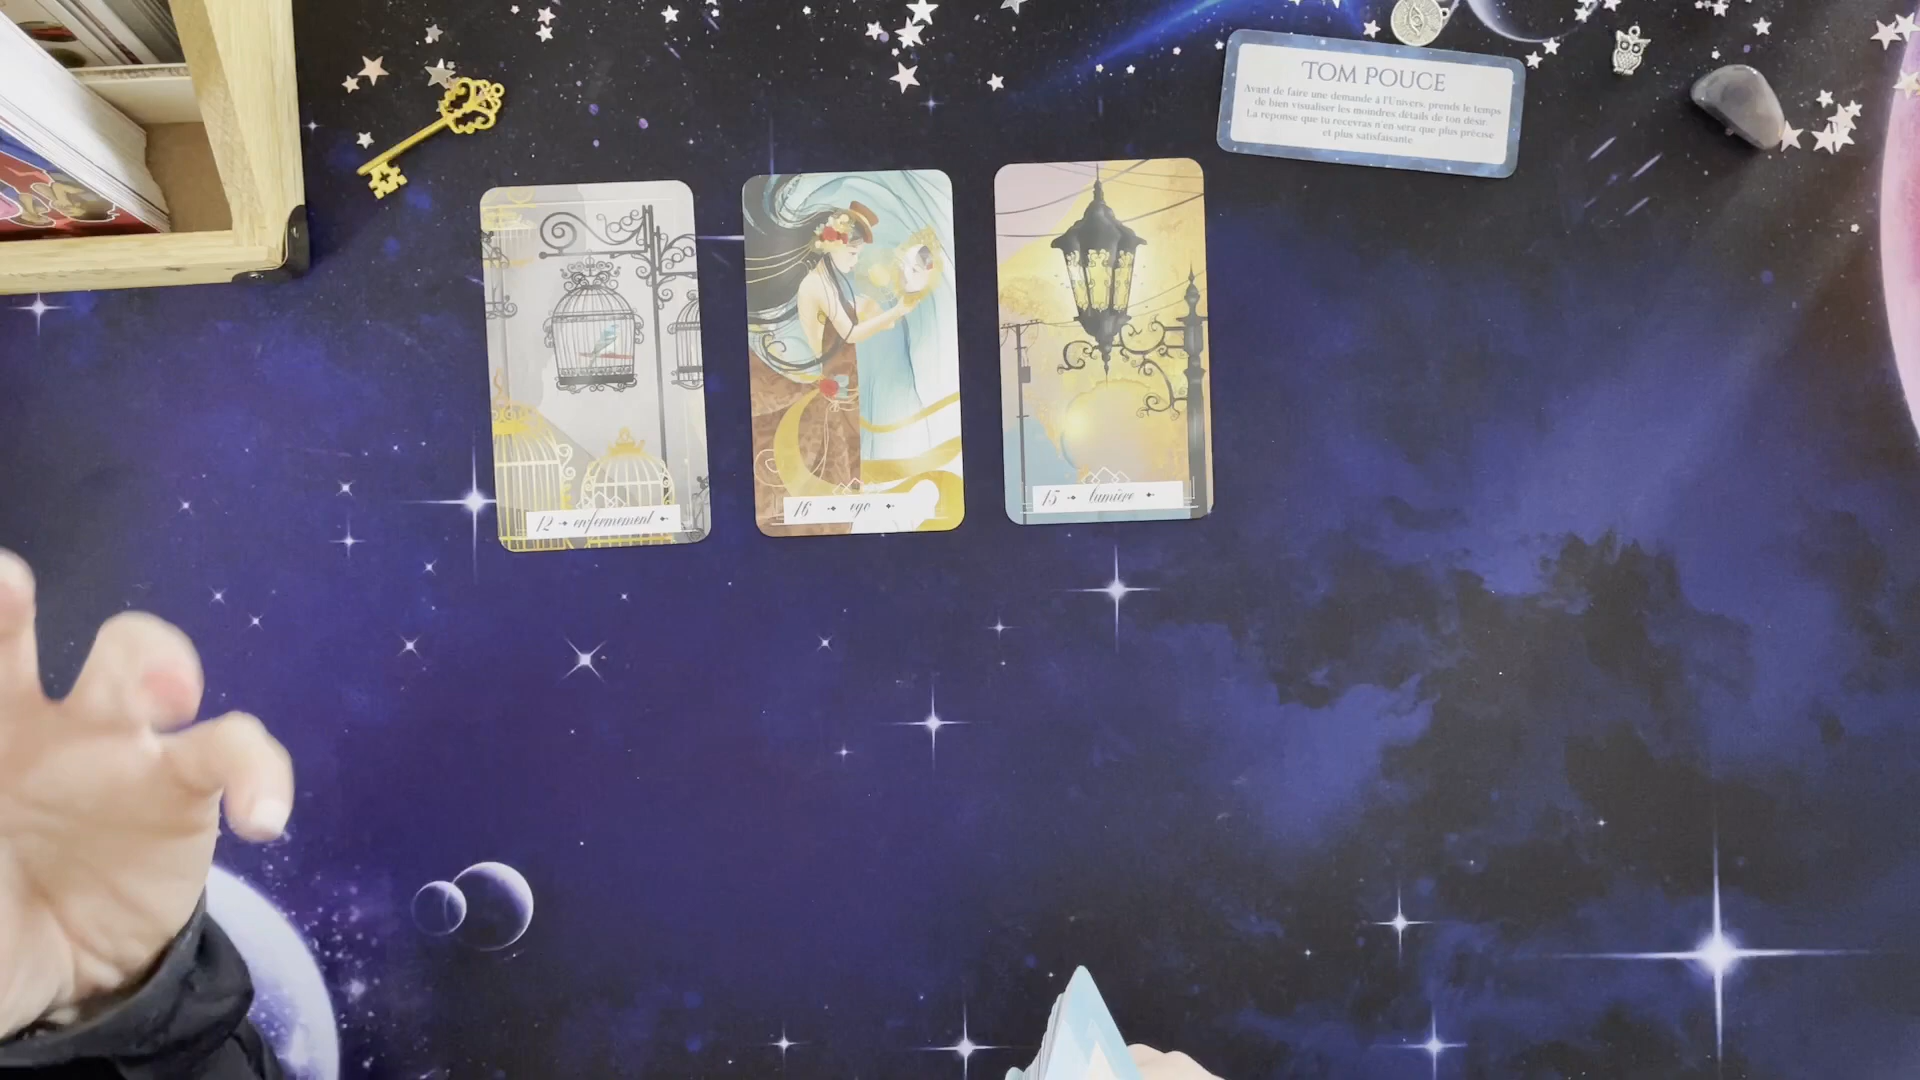 TOM POUCE
Avant de faire une demande à l'Univers, prends le temps
de bien visualiser les moindres détails de ton désir.
La réponse que tu recevras n'en sera que plus précise
et plus satisfaisante
12 enfermement
16 ego
15 lumière